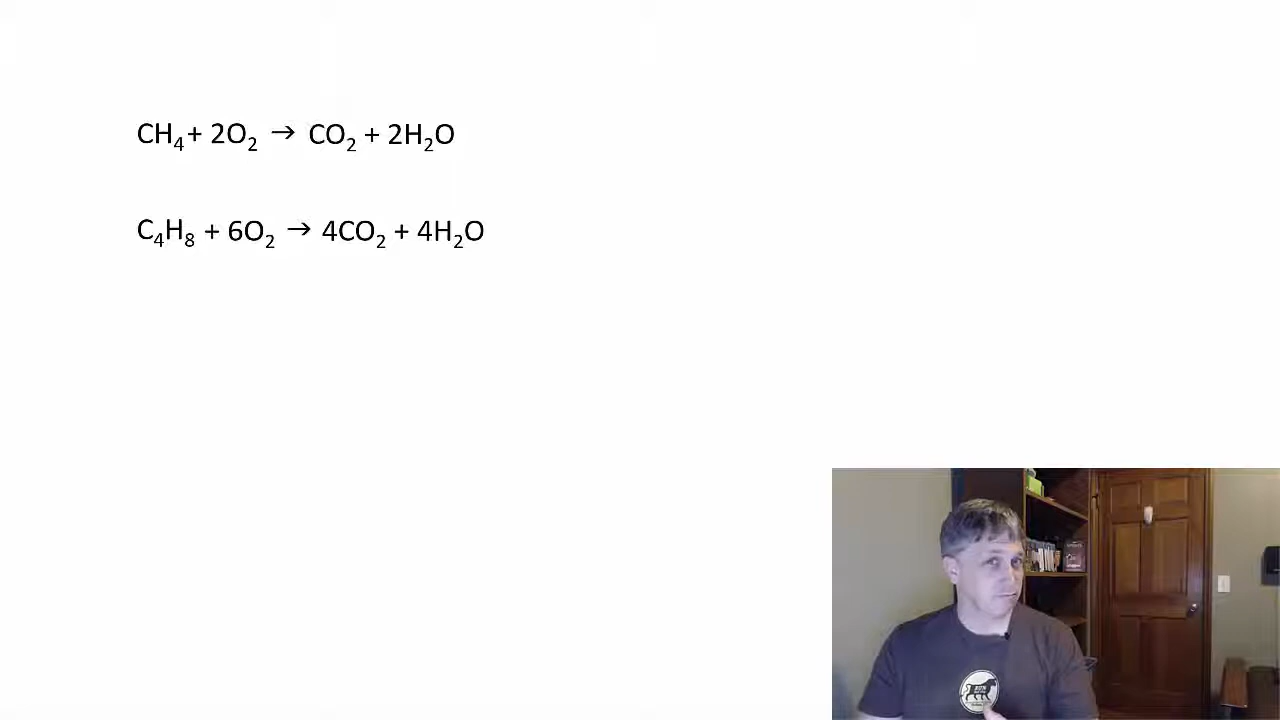 CH₄ + 2O₂ → CO₂ + 2H₂O
C₄H₈ + 6O₂ → 4CO₂ + 4H₂O